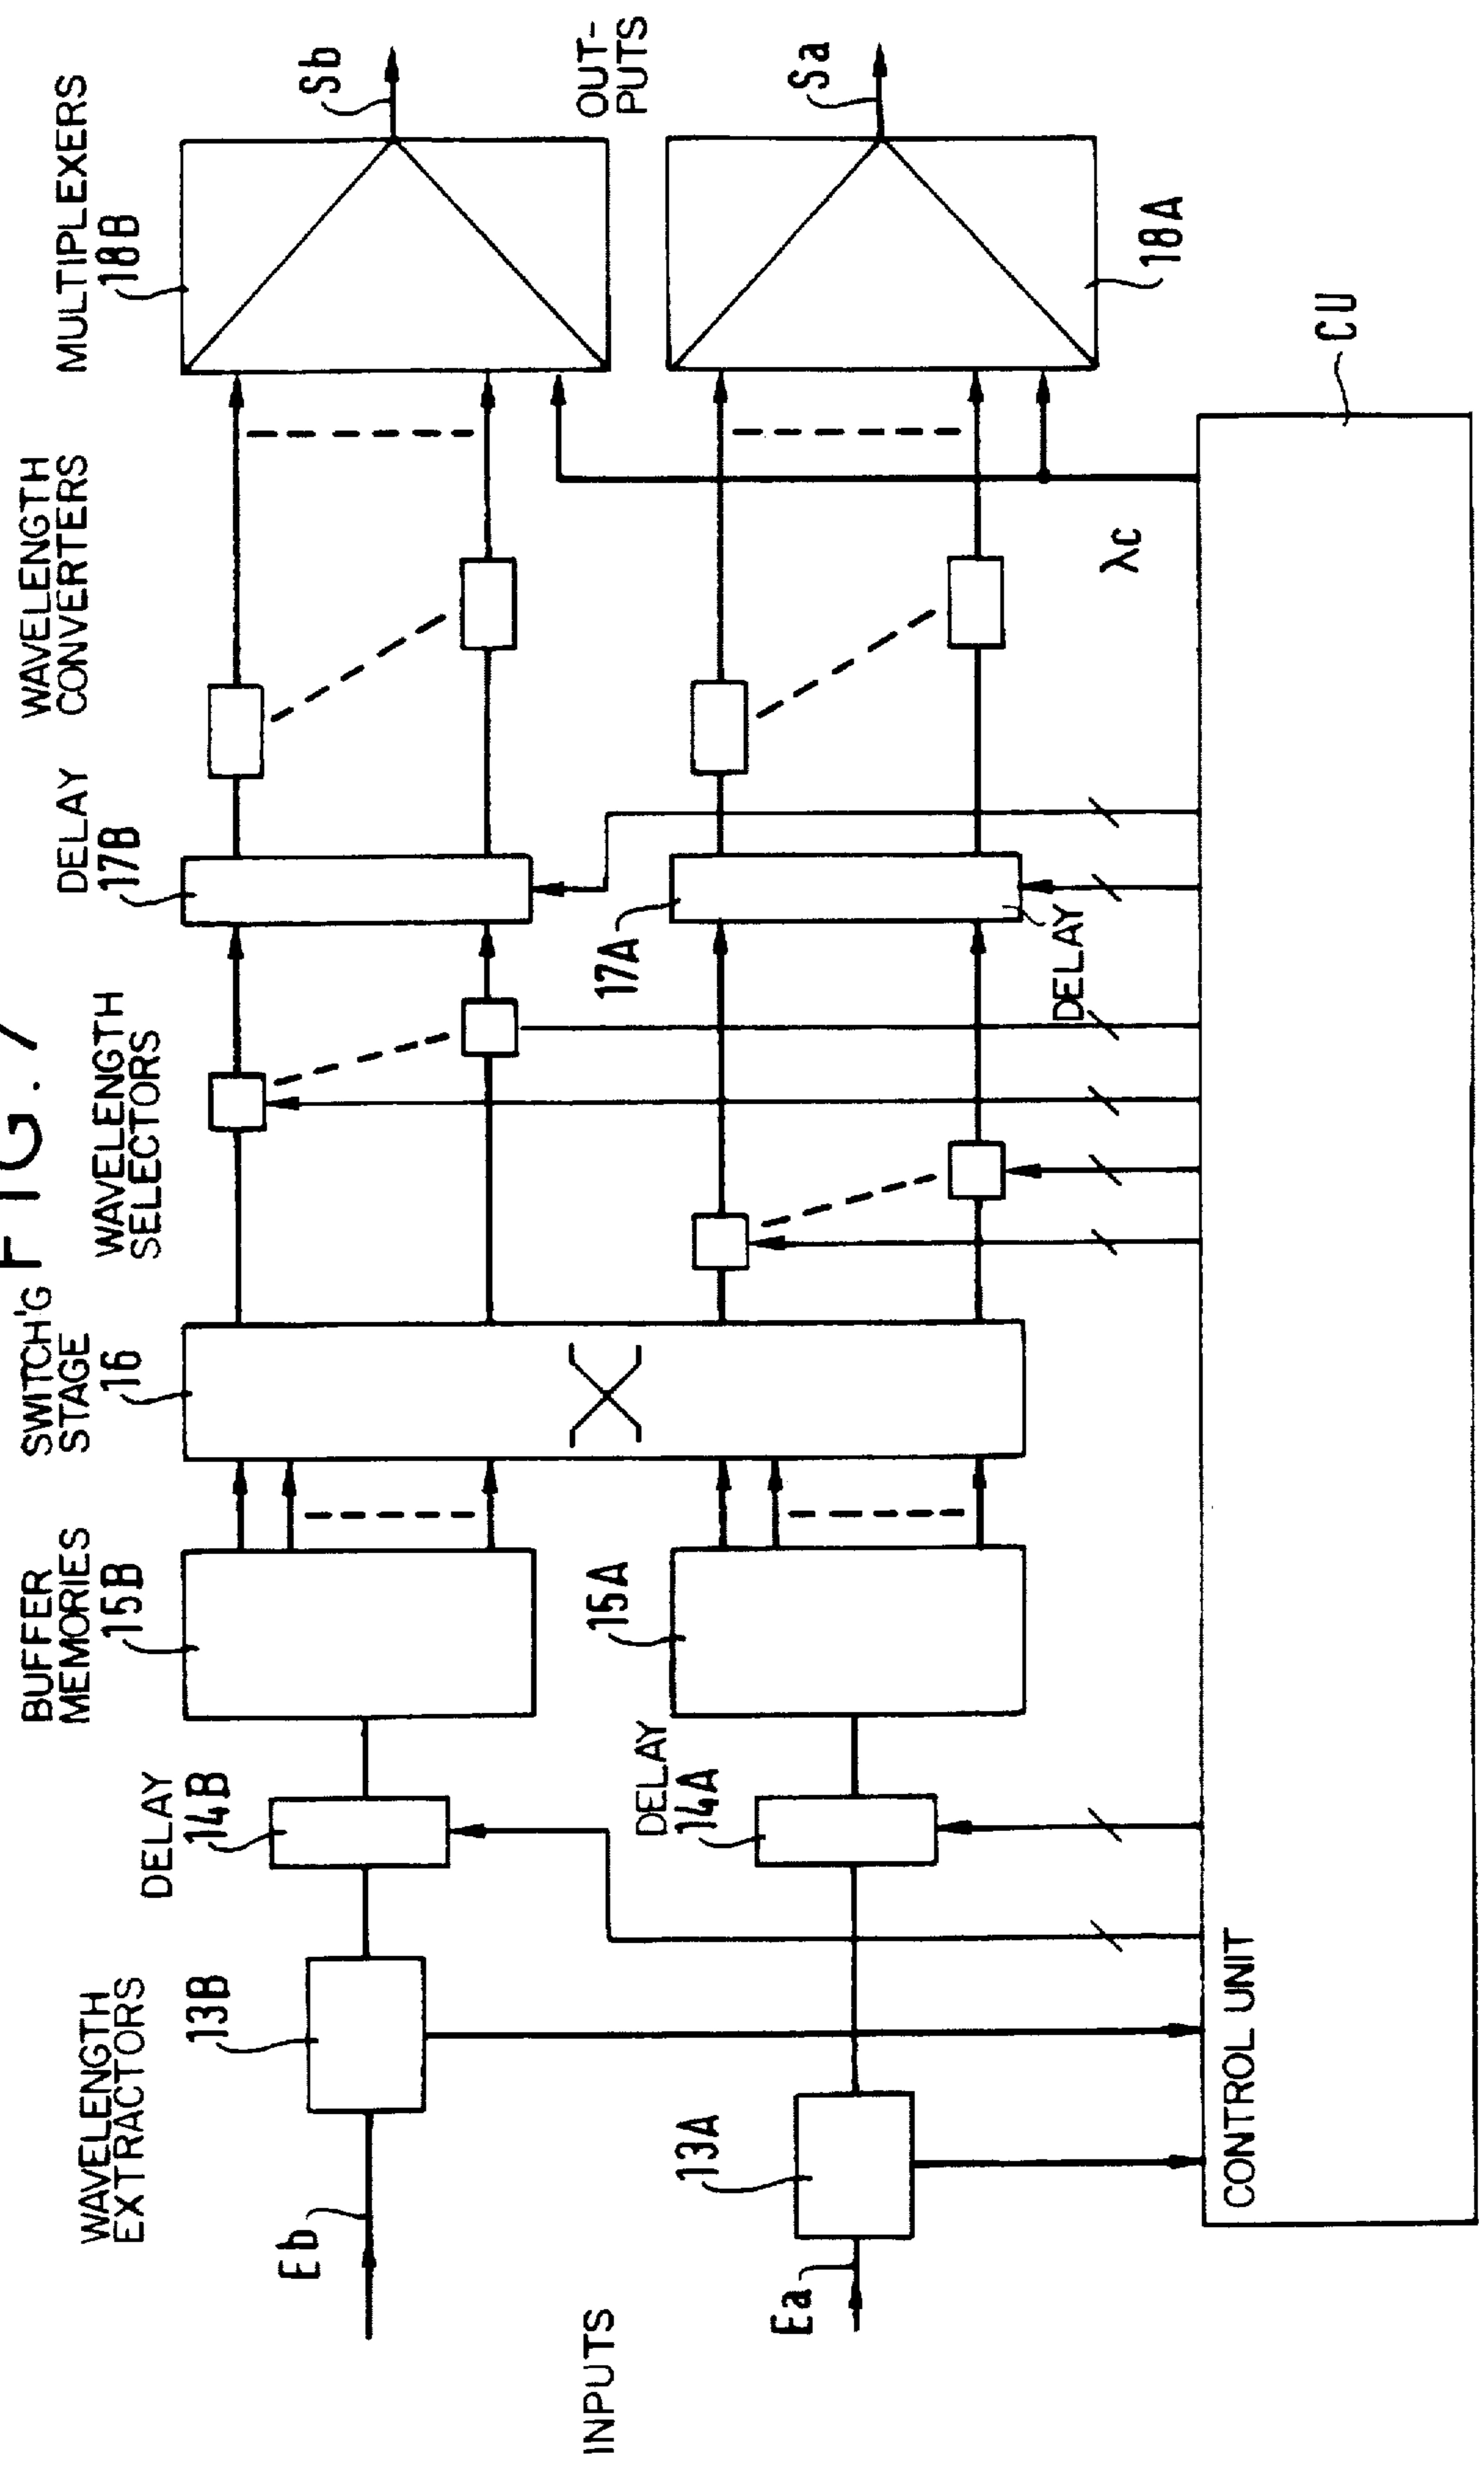 FIG. 7
WAVELENGTH
EXTRACTORS
BUFFER
MEMORIES
SWITCH'G
STAGE
WAVELENGTH
SELECTORS
WAVELENGTH
CONVERTERS
MULTIPLEXERS
DELAY
DELAY
13B
14B
15B
16
17B
18B
Eb
Sb
INPUTS
OUT-
PUTS
DELAY
13A
14A
15A
17A
18A
Ea
Sa
DELAY
λc
CONTROL UNIT
CU